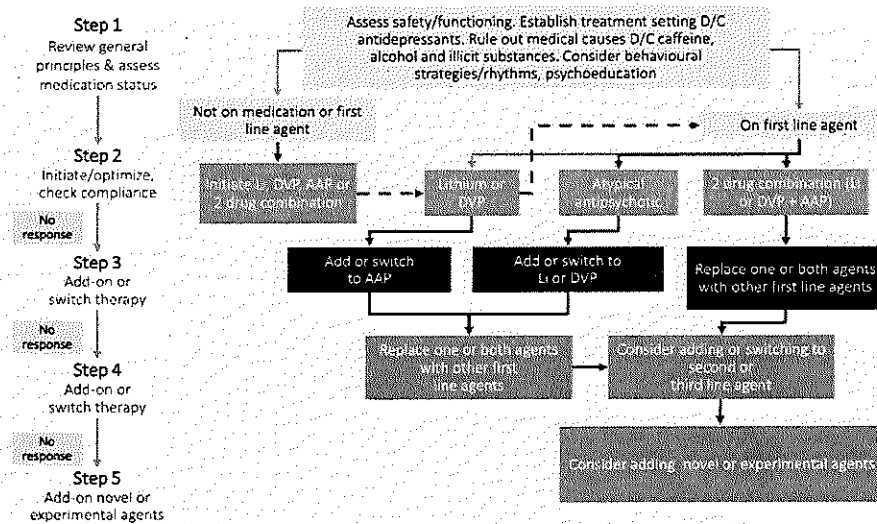 Step 1
Review general
principles & assess
medication status
Assess safety/functioning. Establish treatment setting D/C
antidepressants. Rule out medical causes D/C caffeine,
alcohol and illicit substances. Consider behavioural
strategies/rhythms, psychoeducation
Not on medication or first
line agent
On first line agent
Step 2
Initiate/optimize,
check compliance
Initiate Li, DVP, AAP or
2 drug combination
Lithium or
DVP
Atypical
antipsychotic
2 drug combination (Li
or DVP + AAP)
No
response
Step 3
Add-on or
switch therapy
Add or switch
to AAP
Add or switch to
Li or DVP
Replace one or both agents
with other first line agents
No
response
Step 4
Add-on or
switch therapy
Replace one or both agents
with other first
line agents
Consider adding or switching to
second or
third line agent
No
response
Step 5
Add-on novel or
experimental agents
Consider adding novel or experimental agents